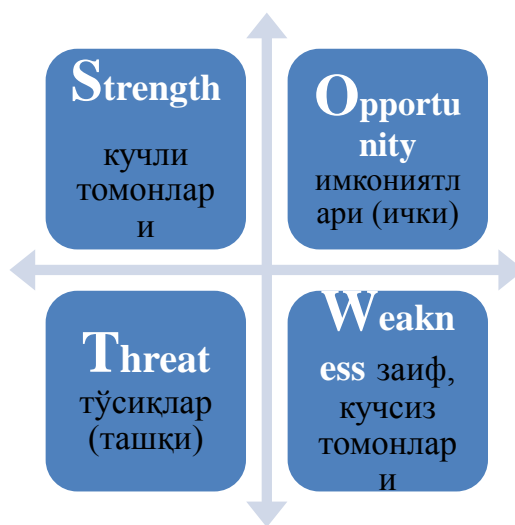 Strength
кучли
томонлар
и
Opportu
nity
имкониятл
ари (ички)
Threat
тўсиқлар
(ташқи)
Weakn
ess заиф,
кучсиз
томонлар
и